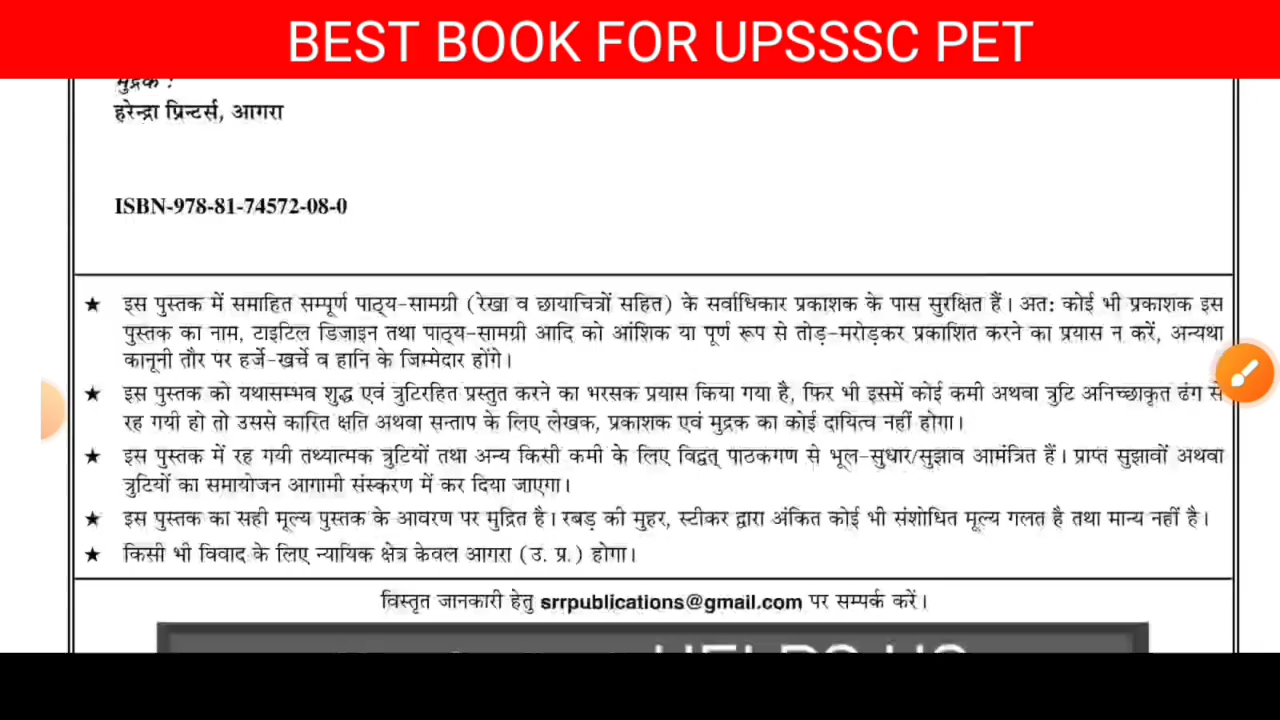 BEST BOOK FOR UPSSSC PET
मुद्रक :
हरेन्द्रा प्रिन्टर्स, आगरा
ISBN-978-81-74572-08-0
★ इस पुस्तक में समाहित सम्पूर्ण पाठ्य-सामग्री (रेखा व छायाचित्रों सहित) के सर्वाधिकार प्रकाशक के पास सुरक्षित हैं। अतः कोई भी प्रकाशक इस
पुस्तक का नाम, टाइटिल डिजाइन तथा पाठ्य-सामग्री आदि को आंशिक या पूर्ण रूप से तोड़-मरोड़कर प्रकाशित करने का प्रयास न करें, अन्यथा
कानूनी तौर पर हर्जे-खर्चे व हानि के जिम्मेदार होंगे।
★ इस पुस्तक को यथासम्भव शुद्ध एवं त्रुटिरहित प्रस्तुत करने का भरसक प्रयास किया गया है, फिर भी इसमें कोई कमी अथवा त्रुटि अनिच्छाकृत ढंग से
रह गयी हो तो उससे कारित क्षति अथवा सन्ताप के लिए लेखक, प्रकाशक एवं मुद्रक का कोई दायित्व नहीं होगा।
★ इस पुस्तक में रह गयी तथ्यात्मक त्रुटियों तथा अन्य किसी कमी के लिए विद्वत् पाठकगण से भूल-सुधार/सुझाव आमंत्रित हैं। प्राप्त सुझावों अथवा
त्रुटियों का समायोजन आगामी संस्करण में कर दिया जाएगा।
★ इस पुस्तक का सही मूल्य पुस्तक के आवरण पर मुद्रित है। रबड़ की मुहर, स्टीकर द्वारा अंकित कोई भी संशोधित मूल्य गलत है तथा मान्य नहीं है।
★ किसी भी विवाद के लिए न्यायिक क्षेत्र केवल आगरा (उ. प्र.) होगा।
विस्तृत जानकारी हेतु srrpublications@gmail.com पर सम्पर्क करें।
HELPS US